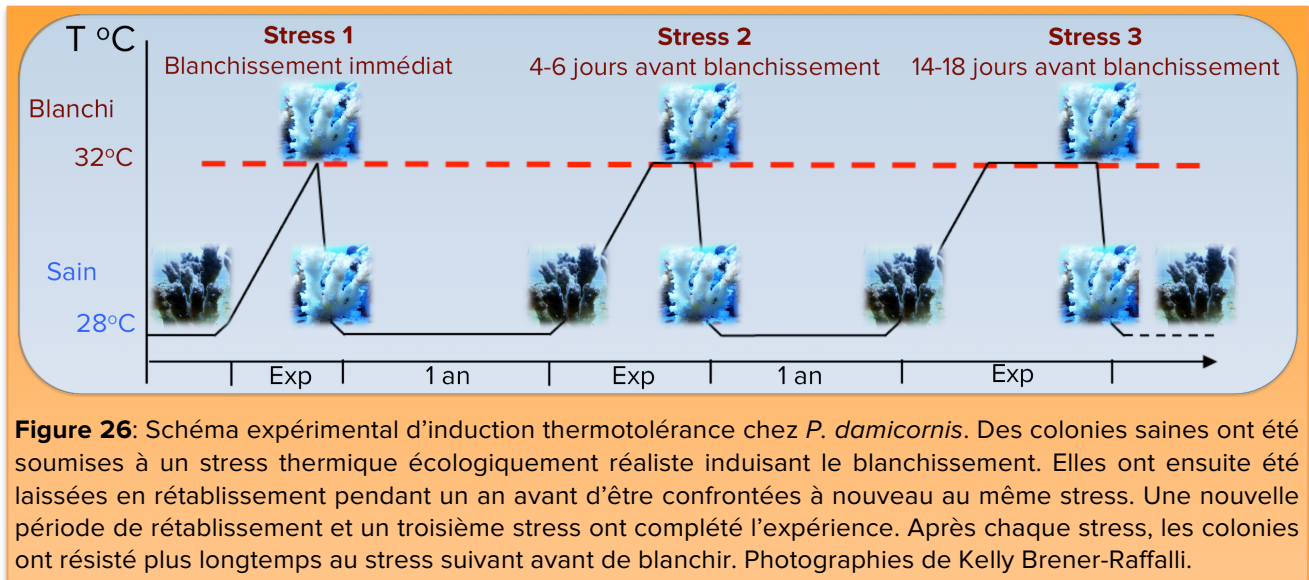 T ºC
Stress 1
Stress 2
Stress 3
Blanchissement immédiat
4-6 jours avant blanchissement
14-18 jours avant blanchissement
Blanchi
32ºC
Sain
28ºC
Exp
1 an
Exp
1 an
Exp
Figure 26: Schéma expérimental d’induction thermotolérance chez P. damicornis. Des colonies saines ont été
soumises à un stress thermique écologiquement réaliste induisant le blanchissement. Elles ont ensuite été
laissées en rétablissement pendant un an avant d’être confrontées à nouveau au même stress. Une nouvelle
période de rétablissement et un troisième stress ont complété l’expérience. Après chaque stress, les colonies
ont résisté plus longtemps au stress suivant avant de blanchir. Photographies de Kelly Brener-Raffalli.